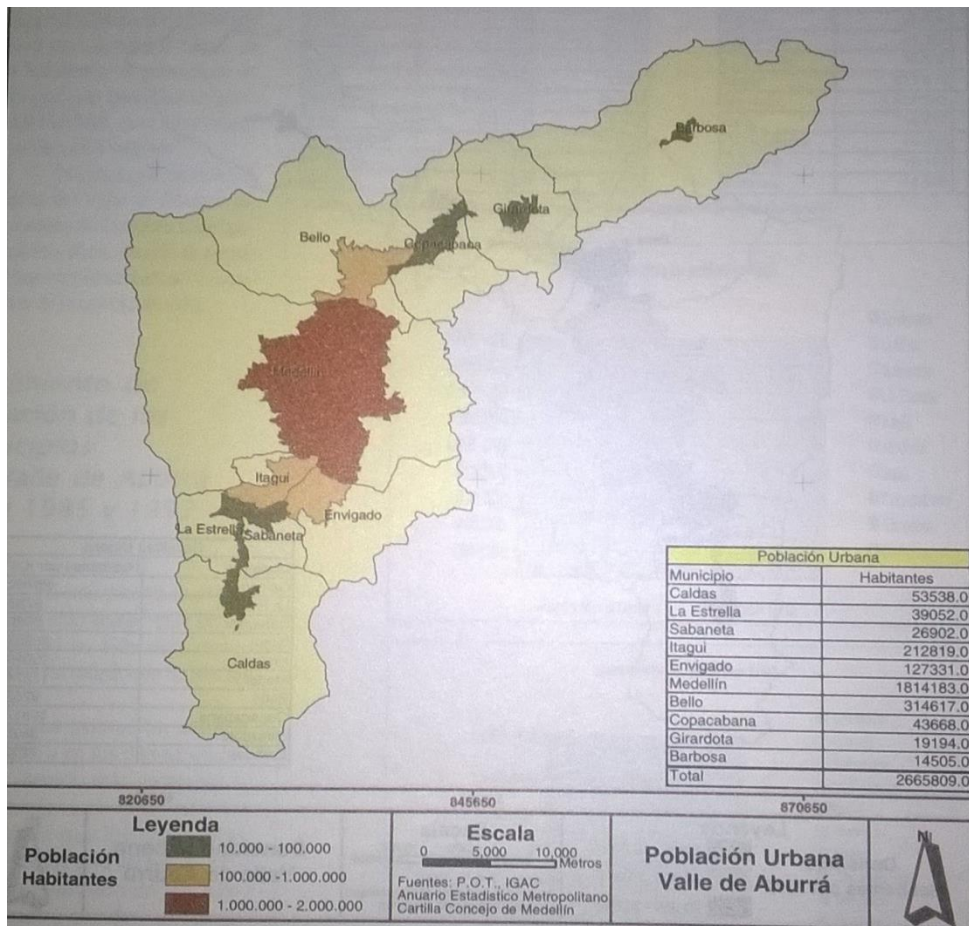 Barbosa
Girardota
Bello
Copacabana
Medellín
Itagui
Envigado
La Estrella
Sabaneta
Caldas
Población Urbana
Municipio Habitantes
Caldas 53538.0
La Estrella 39052.0
Sabaneta 26902.0
Itagui 212819.0
Envigado 127331.0
Medellín 1814183.0
Bello 314617.0
Copacabana 43668.0
Girardota 19194.0
Barbosa 14505.0
Total 2665809.0
820650 845650 870650
Leyenda
Población
Habitantes
10.000 - 100.000
100.000 -1.000.000
1.000.000 - 2.000.000
Escala
0 5,000 10,000
Metros
Fuentes: P.O.T., IGAC
Anuario Estadistico Metropolitano
Cartilla Concejo de Medellín
Población Urbana
Valle de Aburrá
N